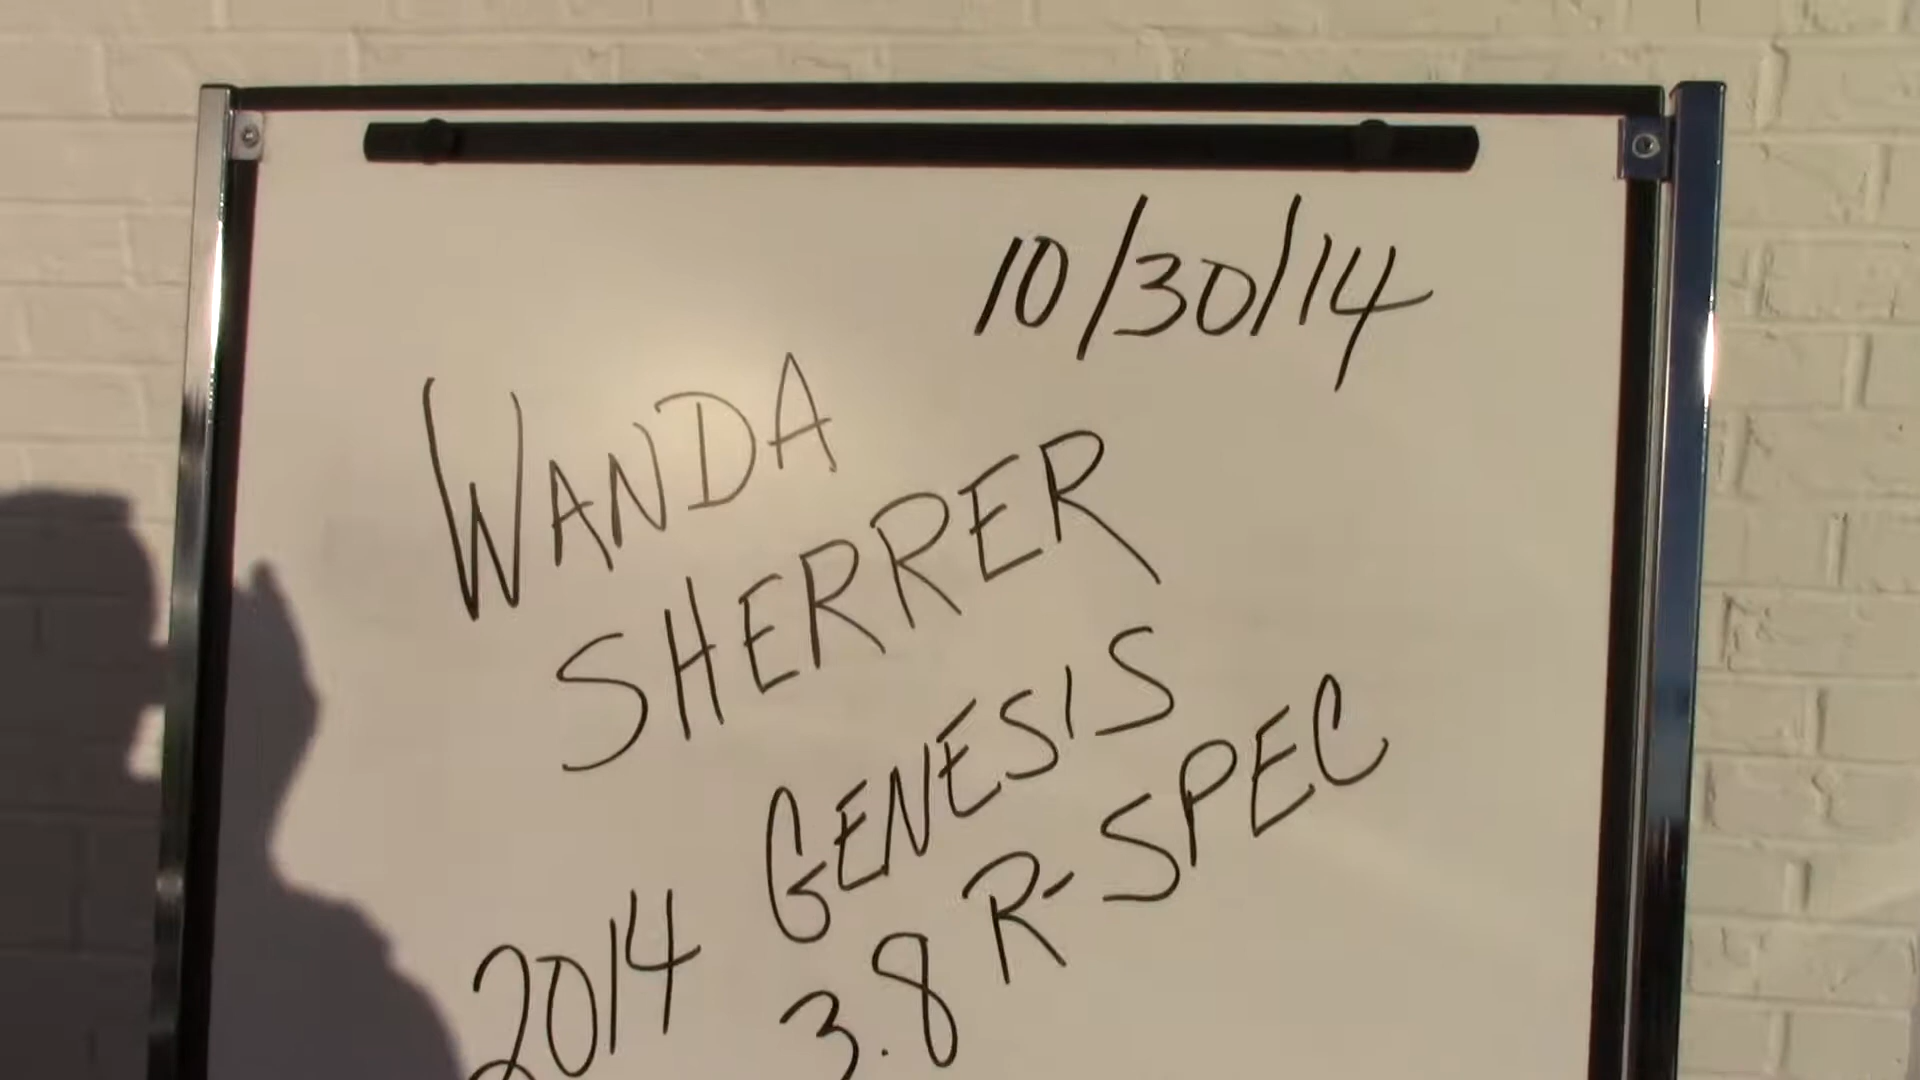 10/30/14
WANDA
SHERRER
2014 GENESIS
3.8 R-SPEC